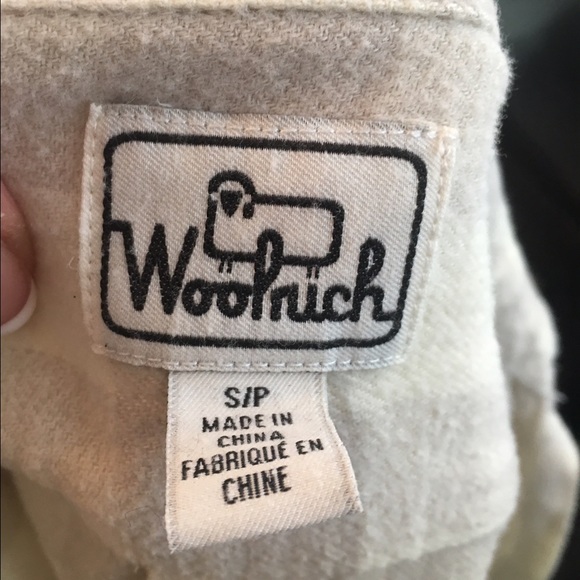 Woolrich
S/P
MADE IN
CHINA
FABRIQUÉ EN
CHINE